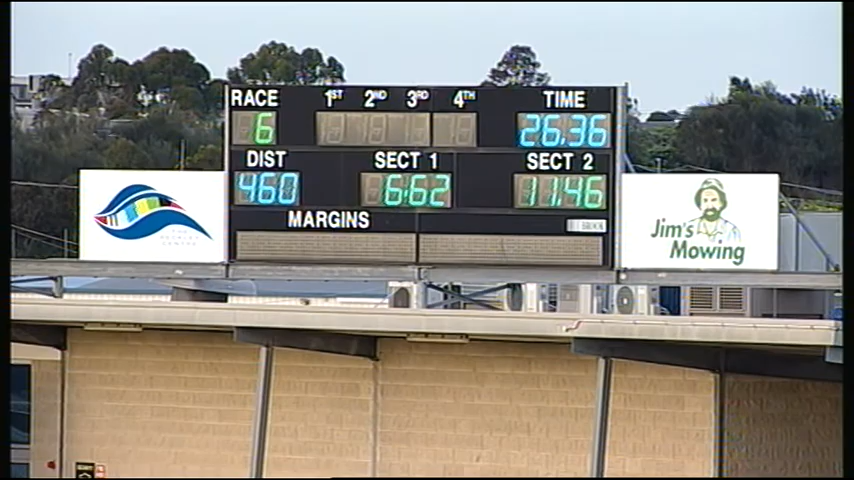 RACE 1ST 2ND 3RD 4TH TIME
6 26.36
DIST SECT 1 SECT 2
460 6:62 11.46
MARGINS
Jim's
Mowing